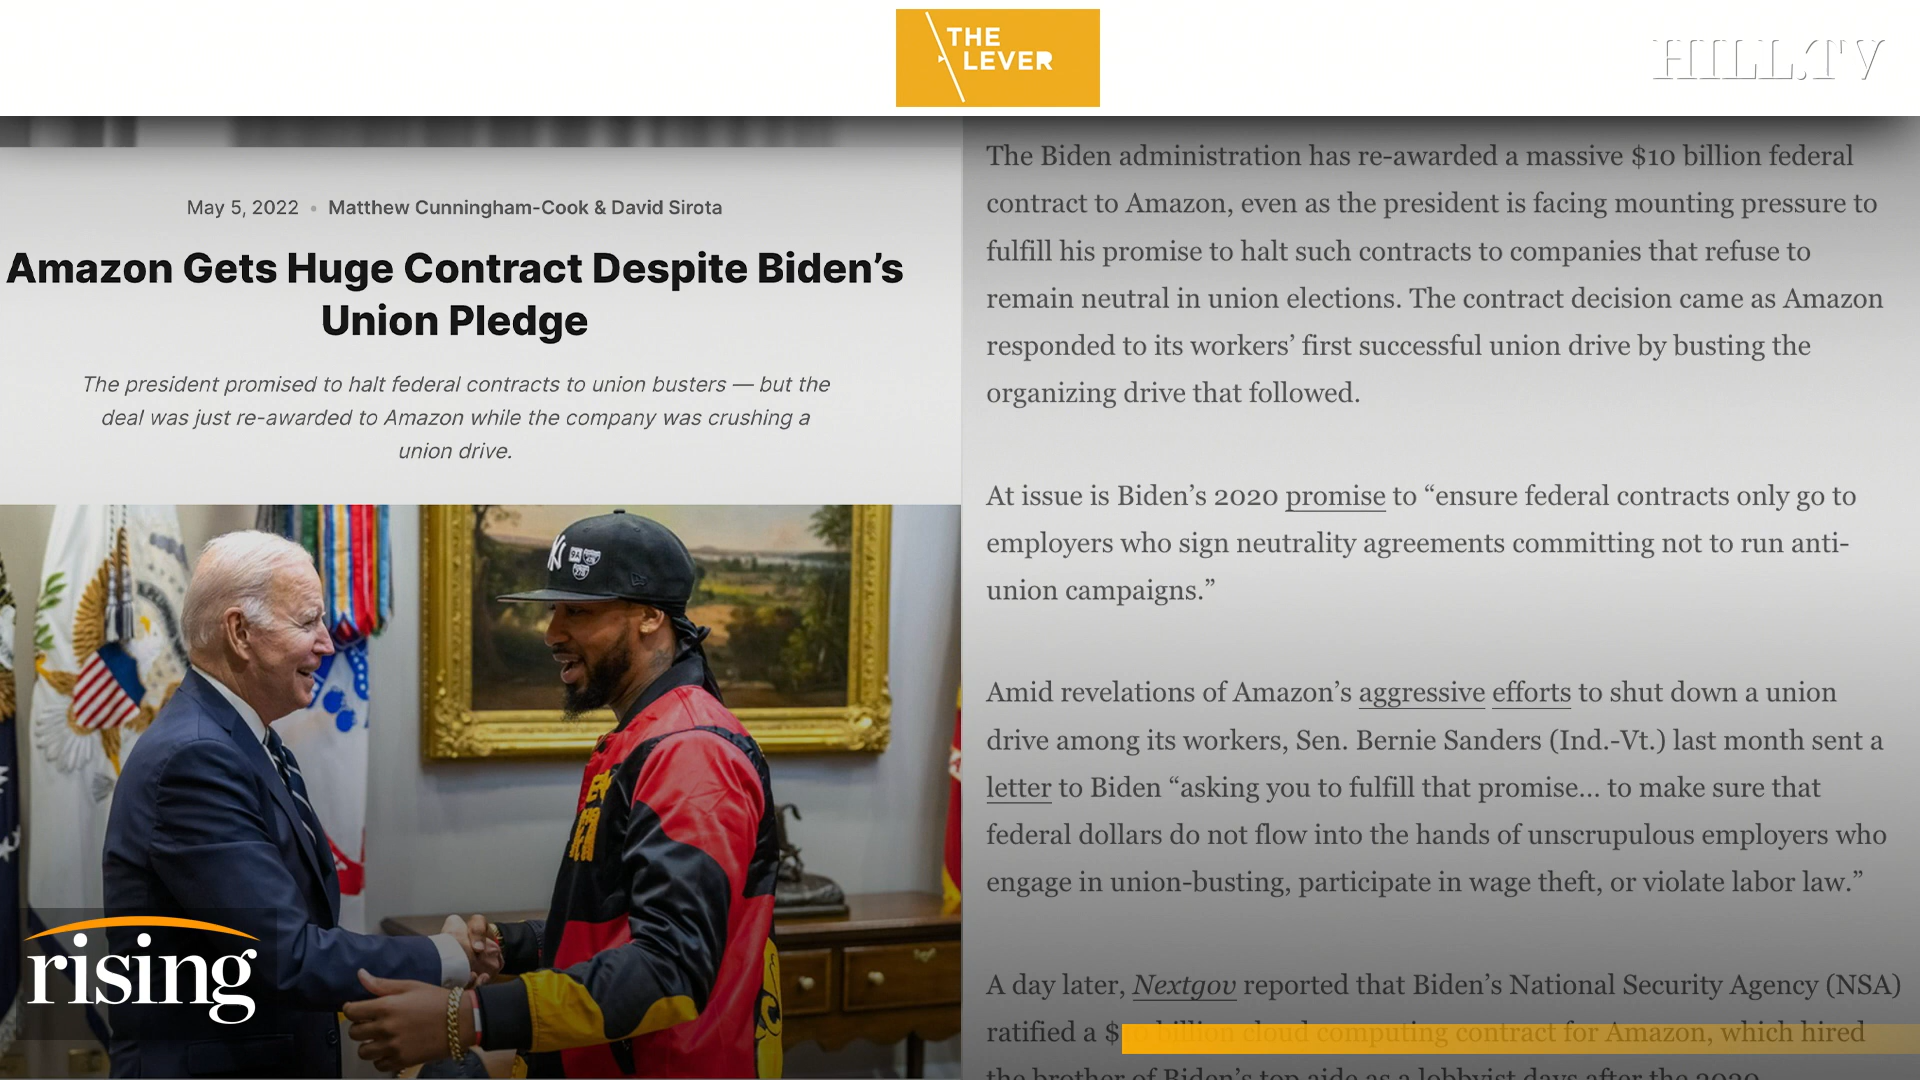 THE
LEVER
HILL.TV
May 5, 2022 • Matthew Cunningham-Cook & David Sirota
Amazon Gets Huge Contract Despite Biden’s
Union Pledge
The president promised to halt federal contracts to union busters — but the
deal was just re-awarded to Amazon while the company was crushing a
union drive.
NY
rising
The Biden administration has re-awarded a massive $10 billion federal
contract to Amazon, even as the president is facing mounting pressure to
fulfill his promise to halt such contracts to companies that refuse to
remain neutral in union elections. The contract decision came as Amazon
responded to its workers’ first successful union drive by busting the
organizing drive that followed.
At issue is Biden’s 2020 promise to “ensure federal contracts only go to
employers who sign neutrality agreements committing not to run anti-
union campaigns.”
Amid revelations of Amazon’s aggressive efforts to shut down a union
drive among its workers, Sen. Bernie Sanders (Ind.-Vt.) last month sent a
letter to Biden “asking you to fulfill that promise... to make sure that
federal dollars do not flow into the hands of unscrupulous employers who
engage in union-busting, participate in wage theft, or violate labor law.”
A day later, Nextgov reported that Biden’s National Security Agency (NSA)
ratified a $ billion cloud computing contract for Amazon, which hired
the brother of Biden’s top aide as a lobbyist days after the 2020